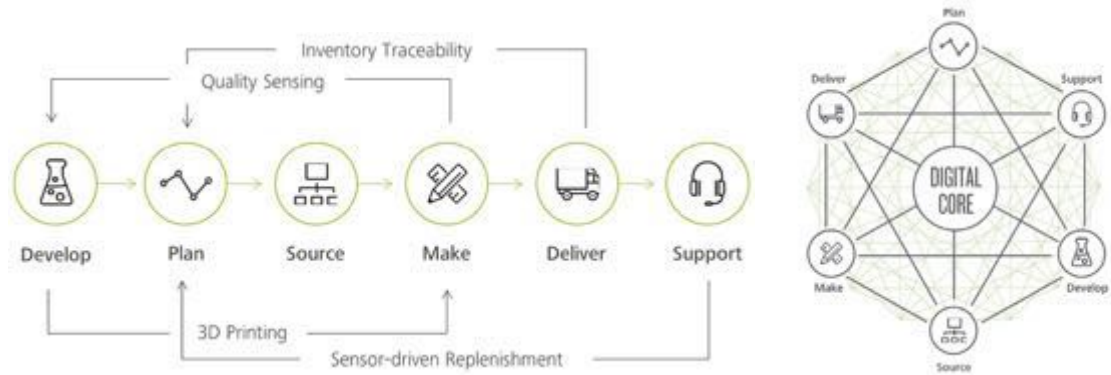 Inventory Traceability
Quality Sensing
Develop
Plan
Source
Make
Deliver
Support
3D Printing
Sensor-driven Replenishment
Plan
Deliver
Support
DIGITAL
CORE
Make
Develop
Source